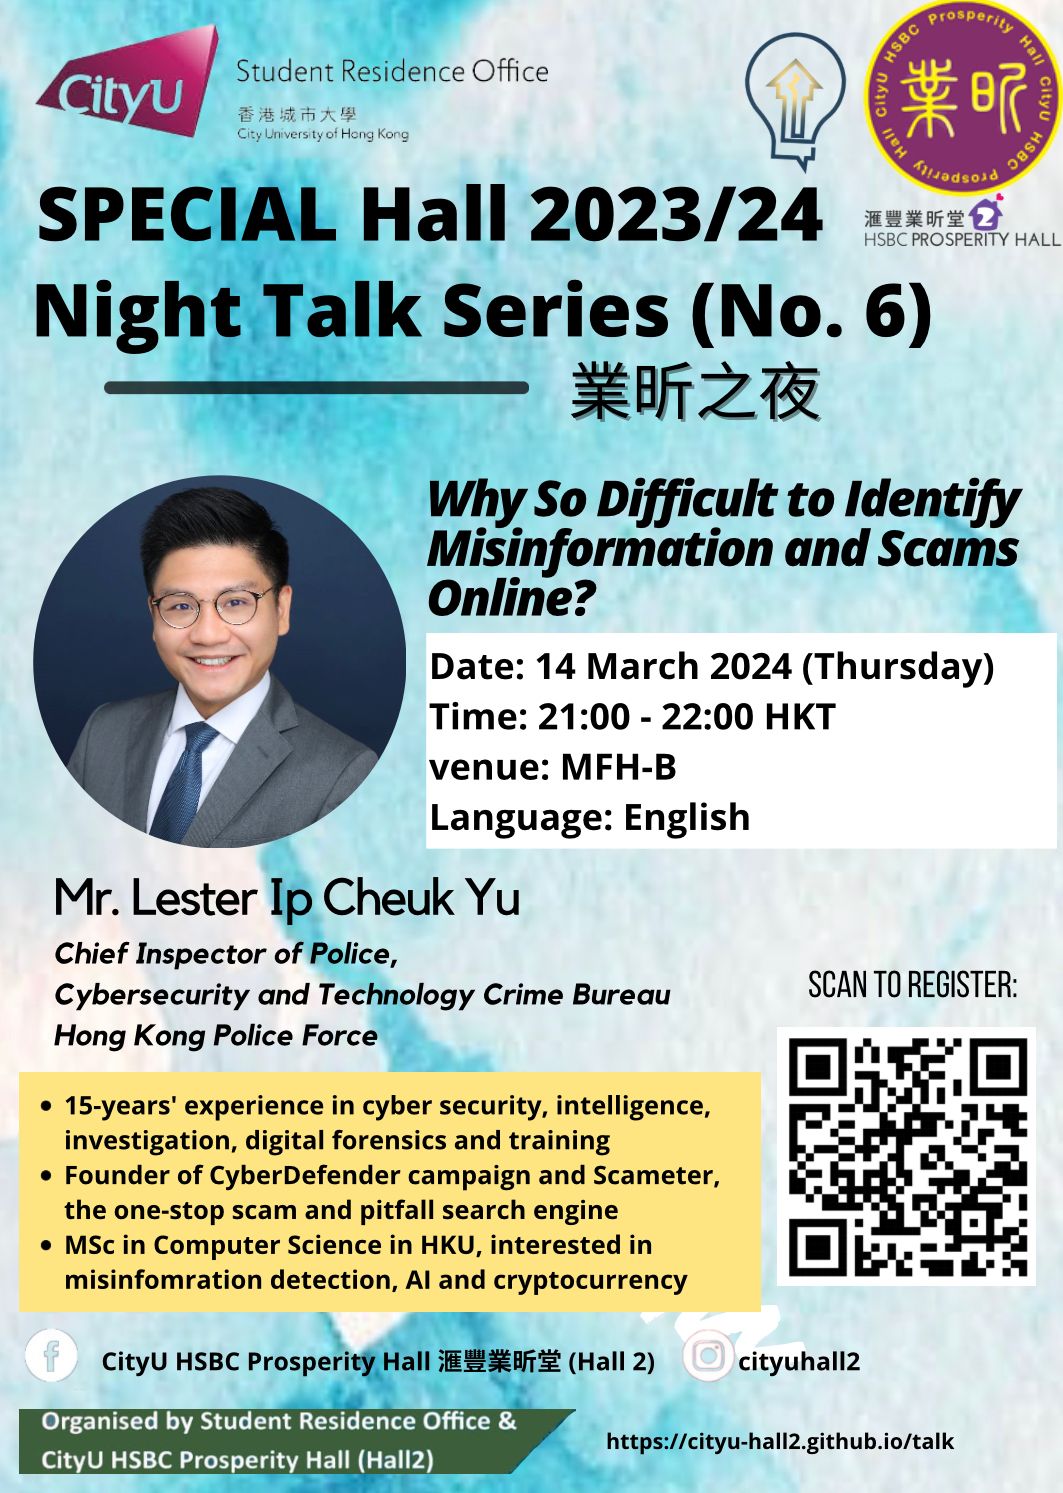 CityU
Student Residence Office
香港城市大學
City University of Hong Kong
CityU HSBC Prosperity Hall CityU HSBC Prosperity Hall
業昕
滙豐業昕堂 2
HSBC PROSPERITY HALL
SPECIAL Hall 2023/24
Night Talk Series (No. 6)
業昕之夜
Why So Difficult to Identify
Misinformation and Scams
Online?
Date: 14 March 2024 (Thursday)
Time: 21:00 - 22:00 HKT
venue: MFH-B
Language: English
Mr. Lester Ip Cheuk Yu
Chief Inspector of Police,
Cybersecurity and Technology Crime Bureau
Hong Kong Police Force
SCAN TO REGISTER:
• 15-years' experience in cyber security, intelligence,
investigation, digital forensics and training
• Founder of CyberDefender campaign and Scameter,
the one-stop scam and pitfall search engine
• MSc in Computer Science in HKU, interested in
misinfomration detection, AI and cryptocurrency
CityU HSBC Prosperity Hall 滙豐業昕堂 (Hall 2)
cityuhall2
Organised by Student Residence Office &
CityU HSBC Prosperity Hall (Hall2)
https://cityu-hall2.github.io/talk